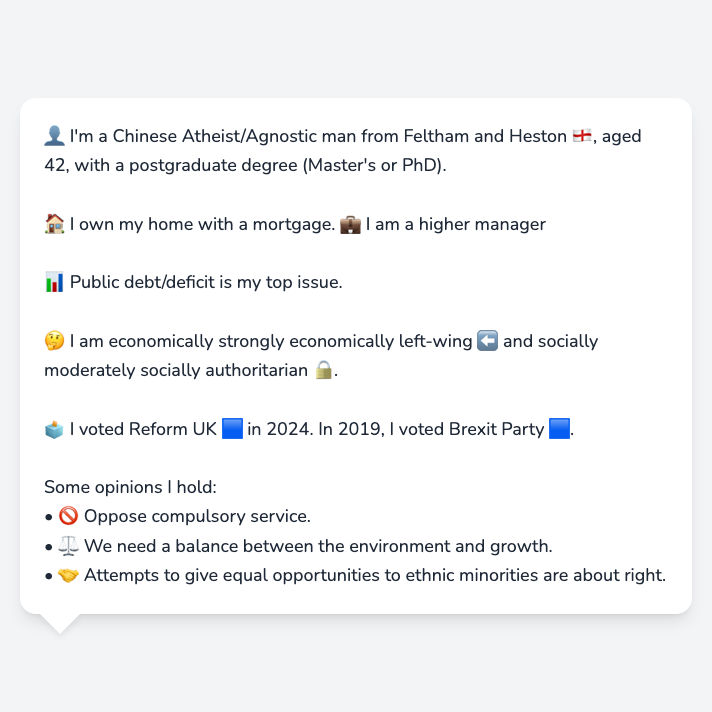 👤 I'm a Chinese Atheist/Agnostic man from Feltham and Heston 🏴󠁧󠁢󠁥󠁮󠁧󠁿, aged
42, with a postgraduate degree (Master's or PhD).
🏠 I own my home with a mortgage. 💼 I am a higher manager
📊 Public debt/deficit is my top issue.
🤔 I am economically strongly economically left-wing ⬅️ and socially
moderately socially authoritarian 🔒.
🗳️ I voted Reform UK 🟦 in 2024. In 2019, I voted Brexit Party 🟦.
Some opinions I hold:
• 🚫 Oppose compulsory service.
• ⚖️ We need a balance between the environment and growth.
• 🤝 Attempts to give equal opportunities to ethnic minorities are about right.